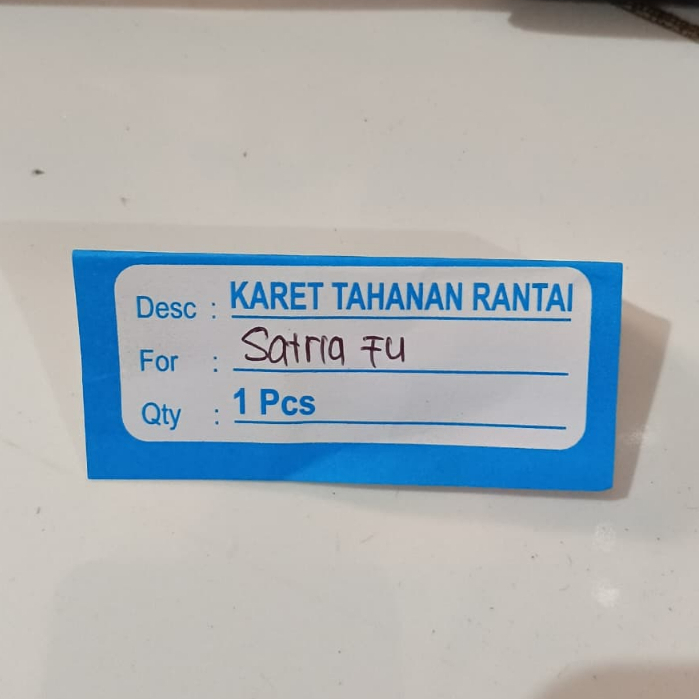 Desc : KARET TAHANAN RANTAI
For : Satria FU
Qty : 1 Pcs